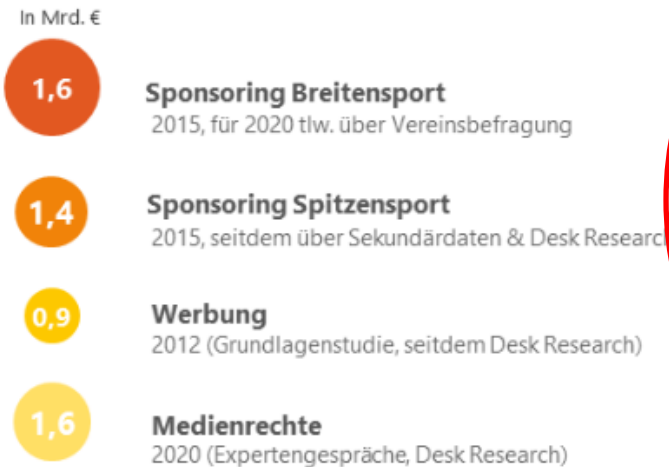 In Mrd. €
1,6
Sponsoring Breitensport
2015, für 2020 tlw. über Vereinsbefragung
1,4
Sponsoring Spitzensport
2015, seitdem über Sekundärdaten & Desk Researc
0,9
Werbung
2012 (Grundlagenstudie, seitdem Desk Research)
1,6
Medienrechte
2020 (Expertengespräche, Desk Research)